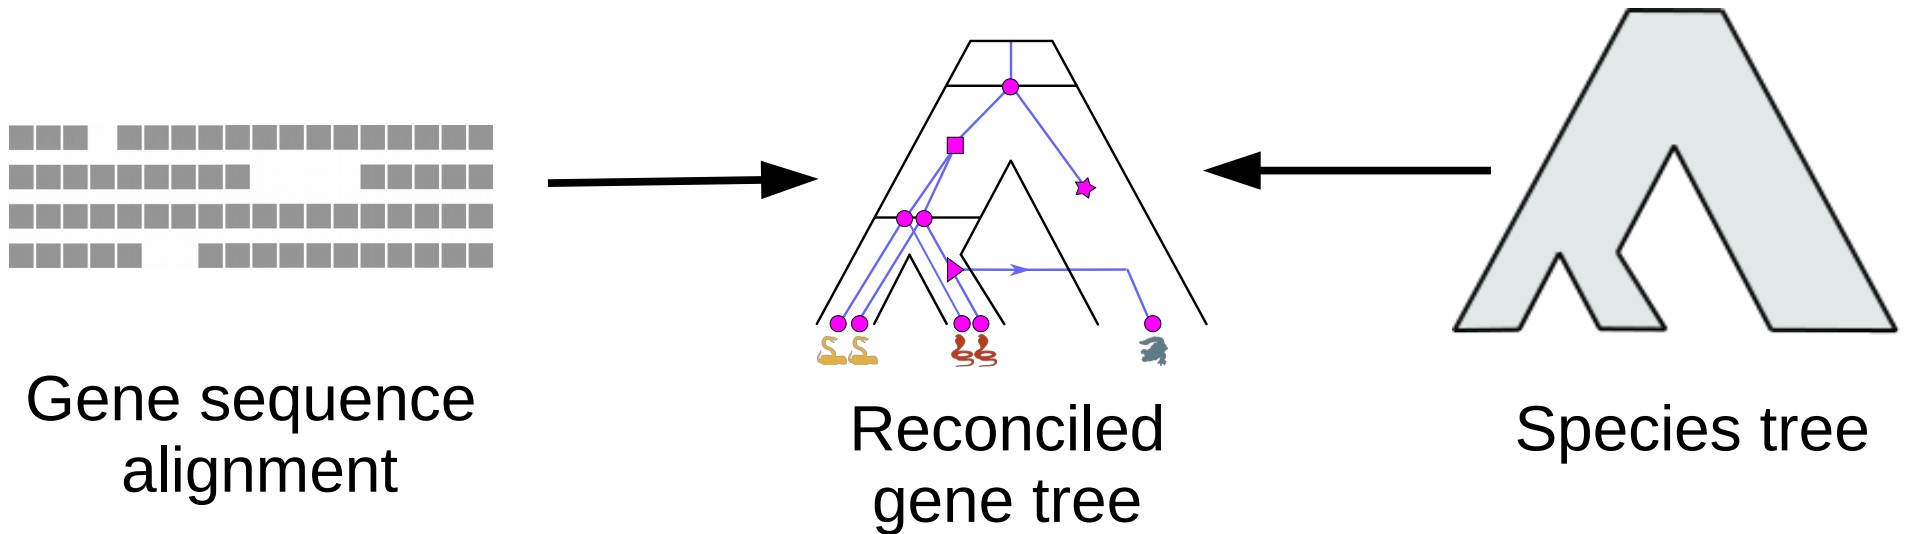 Gene sequence
alignment
Reconciled
gene tree
Species tree